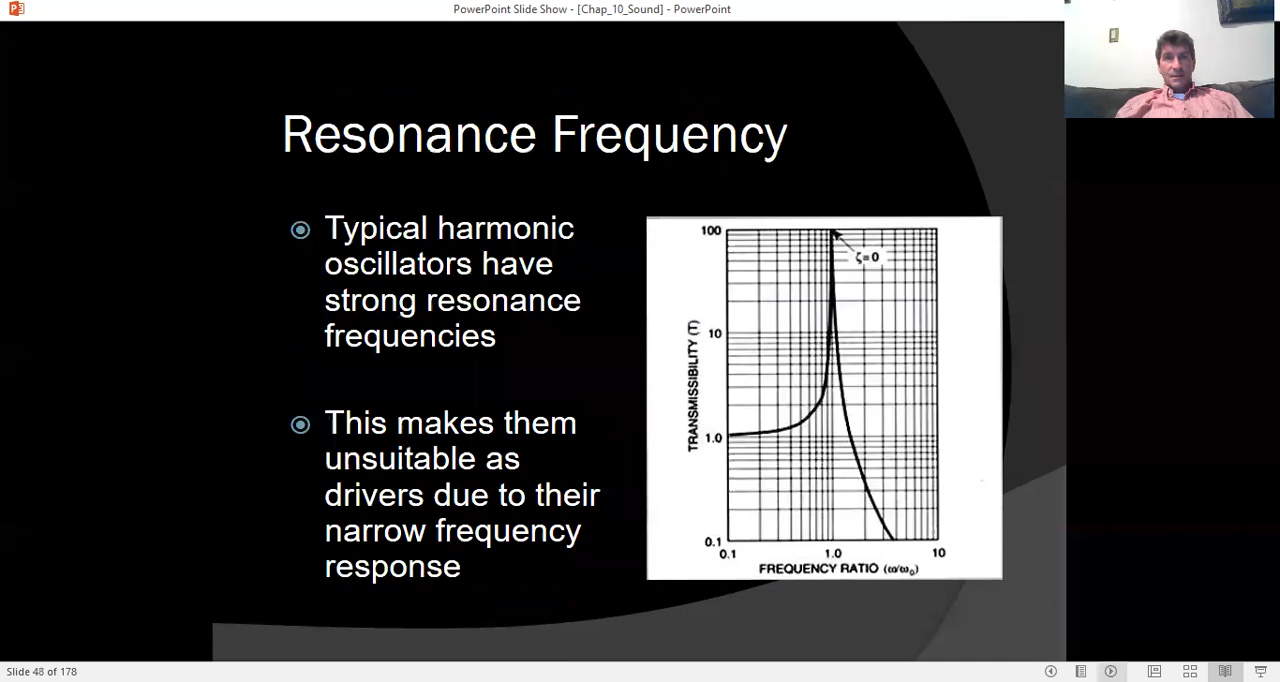 PowerPoint Slide Show - [Chap_10_Sound] - PowerPoint
Resonance Frequency
Typical harmonic
oscillators have
strong resonance
frequencies
This makes them
unsuitable as
drivers due to their
narrow frequency
response
100
ζ=0
10
TRANSMISSIBILITY (T)
1.0
0.1
0.1 1.0 10
FREQUENCY RATIO (ω/ω₀)
Slide 48 of 178